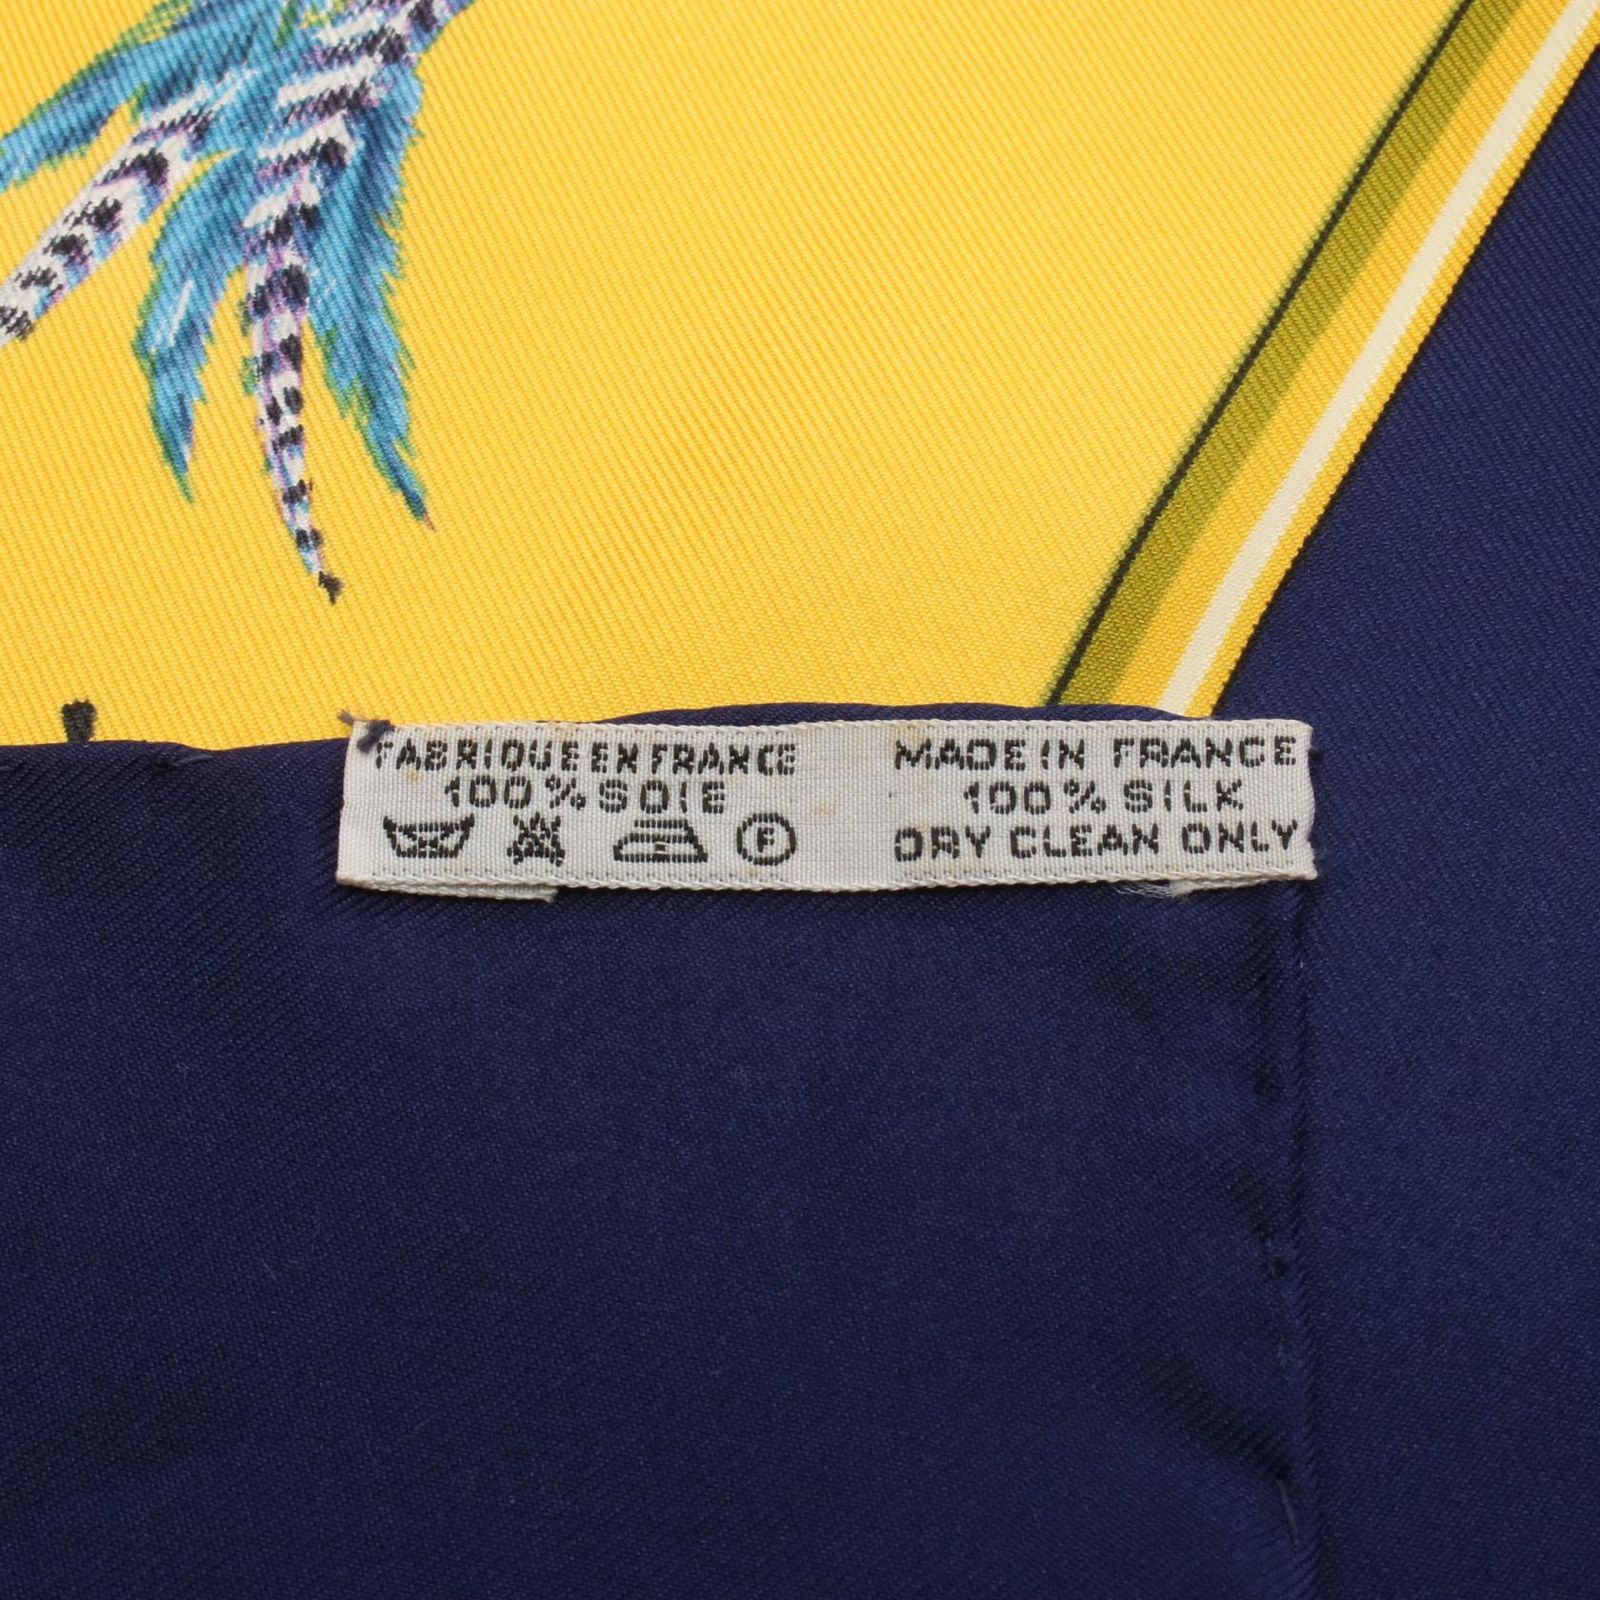 FABRIQUE EN FRANCE
100% SOIE
F
MADE IN FRANCE
100% SILK
DRY CLEAN ONLY